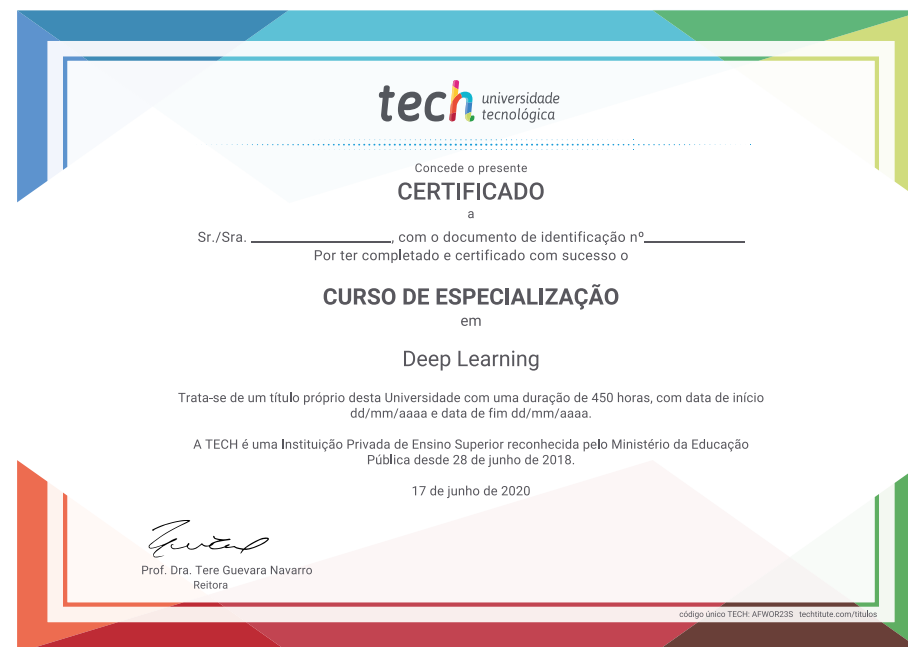 tech universidade
tecnológica
Concede o presente
CERTIFICADO
a
Sr./Sra. ____________________, com o documento de identificação nº______________
Por ter completado e certificado com sucesso o
CURSO DE ESPECIALIZAÇÃO
em
Deep Learning
Trata-se de um título próprio desta Universidade com uma duração de 450 horas, com data de início
dd/mm/aaaa e data de fim dd/mm/aaaa.
A TECH é uma Instituição Privada de Ensino Superior reconhecida pelo Ministério da Educação
Pública desde 28 de junho de 2018.
17 de junho de 2020
Prof. Dra. Tere Guevara Navarro
Reitora
código único TECH: AFWOR23S techtitute.com/titulos